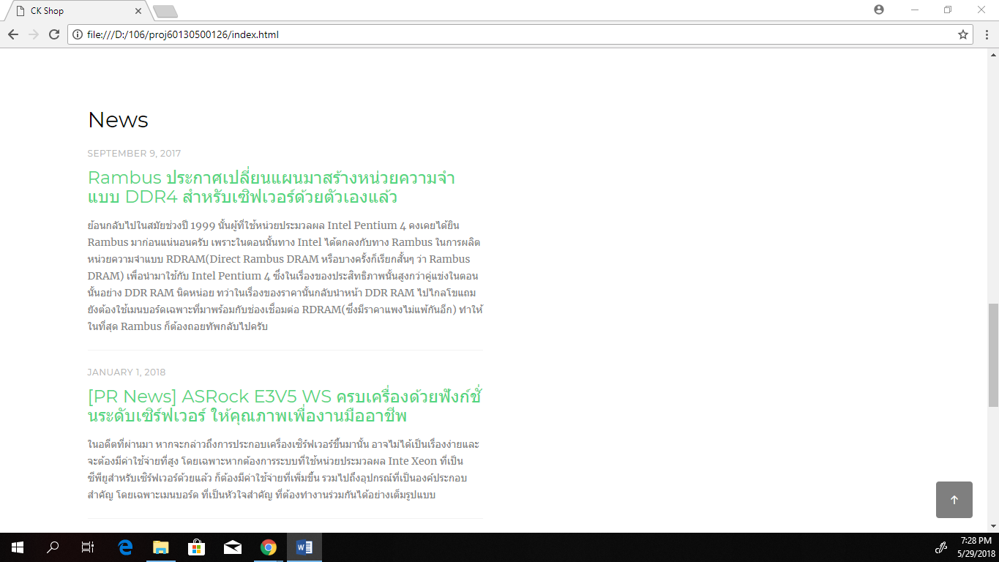 CK Shop
file:///D:/106/proj60130500126/index.html
News
SEPTEMBER 9, 2017
Rambus ประกาศเปลี่ยนแผนมาสร้างหน่วยความจำ
แบบ DDR4 สำหรับเซิฟเวอร์ด้วยตัวเองแล้ว
ย้อนกลับไปในสมัยช่วงปี 1999 นั้นผู้ที่ใช้หน่วยประมวลผล Intel Pentium 4 คงเคยได้ยิน
Rambus มาก่อนแน่นอนครับ เพราะในตอนนั้นทาง Intel ได้ตกลงกับทาง Rambus ในการผลิต
หน่วยความจำแบบ RDRAM(Direct Rambus DRAM หรือบางครั้งก็เรียกสั้นๆ ว่า Rambus
DRAM) เพื่อนำมาใช้กับ Intel Pentium 4 ซึ่งในเรื่องของประสิทธิภาพนั้นสูงกว่าคู่แข่งในตอน
นั้นอย่าง DDR RAM นิดหน่อย ทว่าในเรื่องของราคานั้นกลับนำหน้า DDR RAM ไปไกลโขแถม
ยังต้องใช้เมนบอร์ดเฉพาะที่มาพร้อมกับช่องเชื่อมต่อ RDRAM(ซึ่งมีราคาแพงไม่แพ้กันอีก) ทำให้
ในที่สุด Rambus ก็ต้องถอยทัพกลับไปครับ
JANUARY 1, 2018
[PR News] ASRock E3V5 WS ครบเครื่องด้วยฟังก์ชั่
นระดับเซิร์ฟเวอร์ ให้คุณภาพเพื่องานมืออาชีพ
ในอดีตที่ผ่านมา หากจะกล่าวถึงการประกอบเครื่องเซิร์ฟเวอร์ขึ้นมานั้น อาจไม่ได้เป็นเรื่องง่ายและ
จะต้องมีค่าใช้จ่ายที่สูง โดยเฉพาะหากต้องการระบบที่ใช้หน่วยประมวลผล Inte Xeon ที่เป็น
ซีพียูสำหรับเซิร์ฟเวอร์ด้วยแล้ว ก็ต้องมีค่าใช้จ่ายที่เพิ่มขึ้น รวมไปถึงอุปกรณ์ที่เป็นองค์ประกอบ
สำคัญ โดยเฉพาะเมนบอร์ด ที่เป็นหัวใจสำคัญ ที่ต้องทำงานร่วมกันได้อย่างเต็มรูปแบบ
7:28 PM
5/29/2018